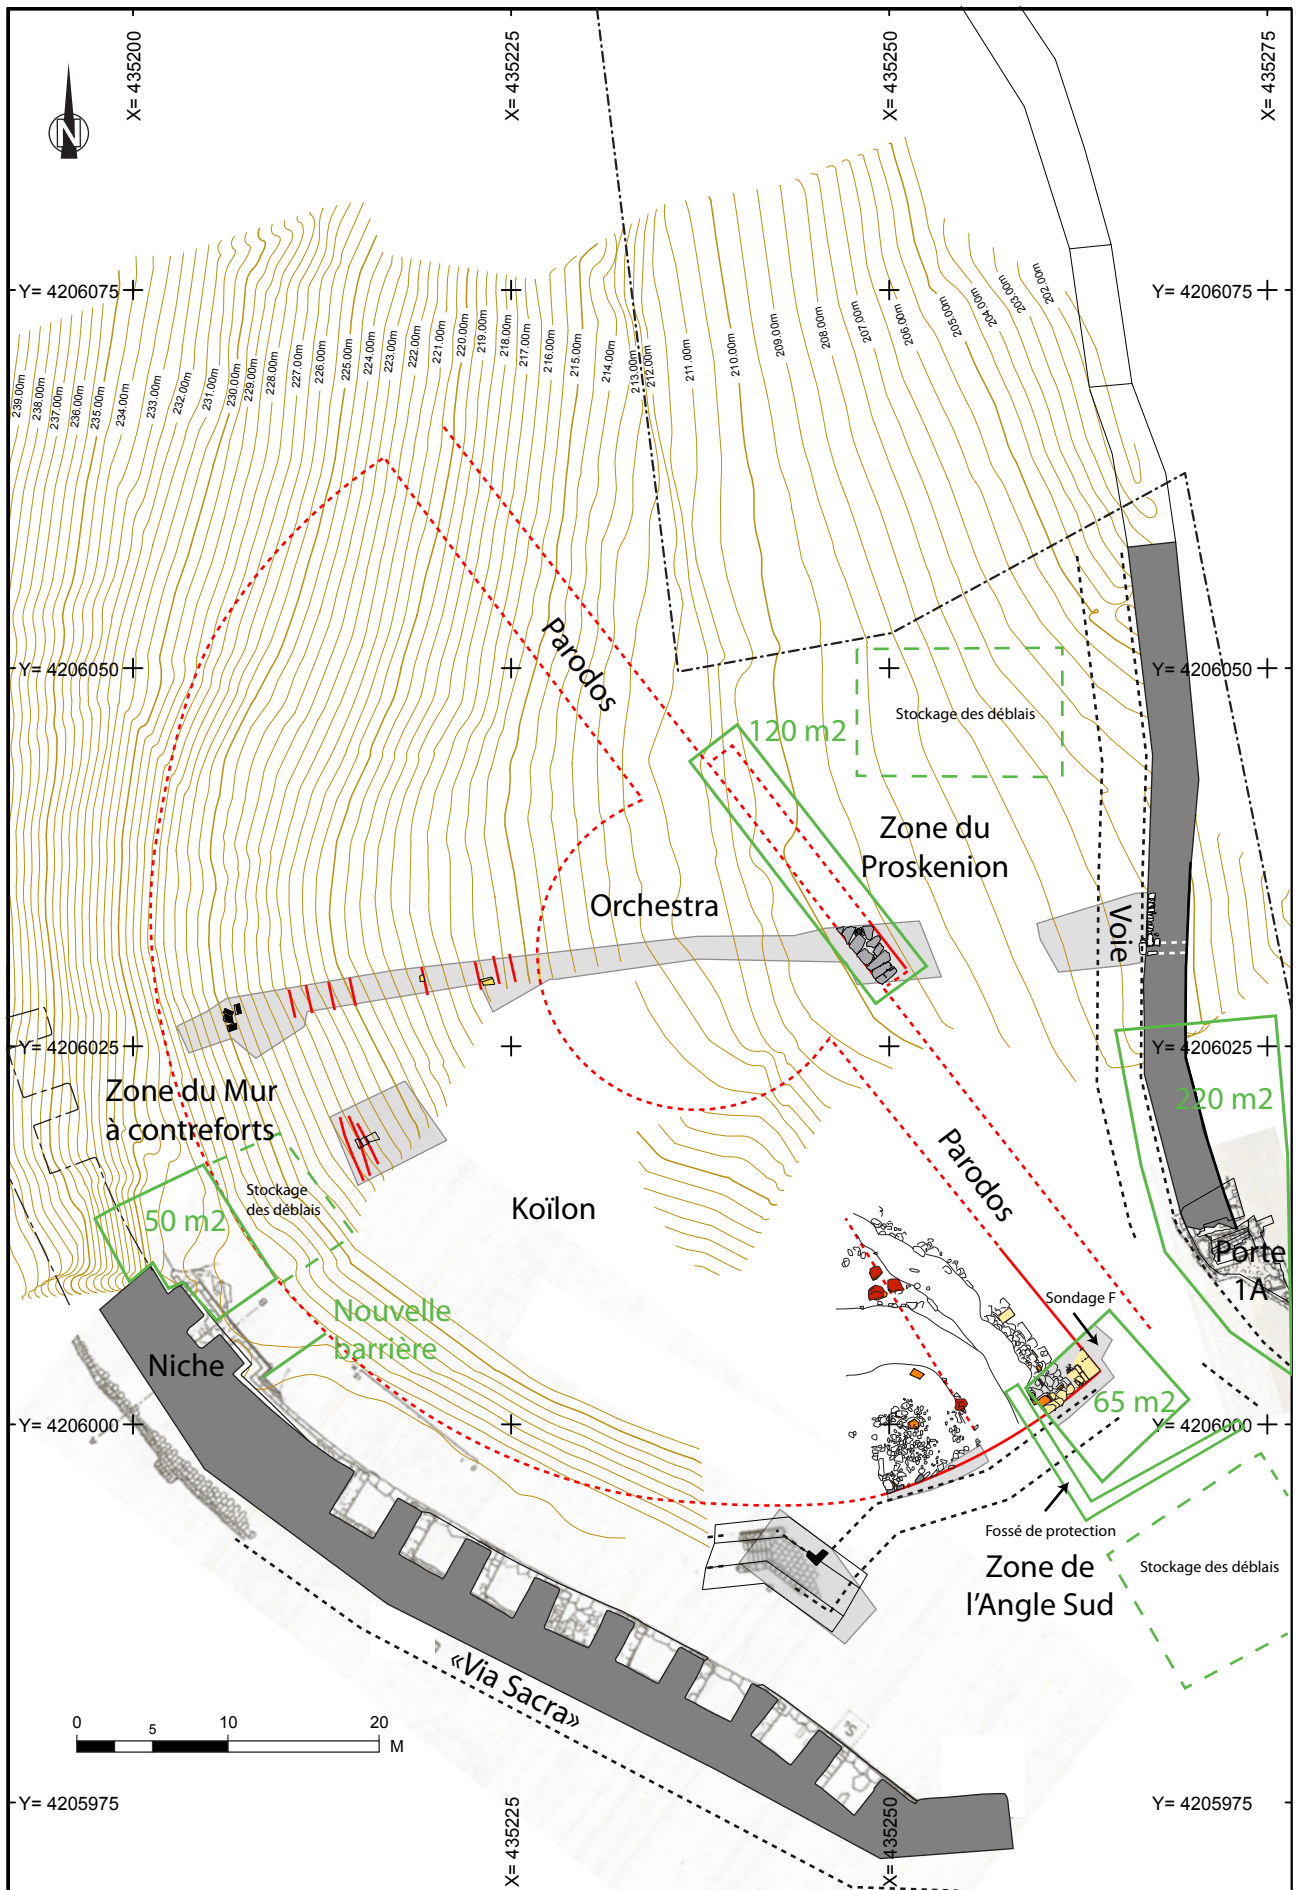 X= 435200
X= 435225
X= 435250
X= 435275
N
Y= 4206075
Y= 4206075
239.00m
238.00m
237.00m
236.00m
235.00m
234.00m
233.00m
232.00m
231.00m
230.00m
229.00m
228.00m
227.00m
226.00m
225.00m
224.00m
223.00m
222.00m
221.00m
220.00m
219.00m
218.00m
217.00m
216.00m
215.00m
214.00m
213.00m
212.00m
211.00m
210.00m
209.00m
208.00m
207.00m
206.00m
205.00m
204.00m
203.00m
202.00m
Parodos
Y= 4206050
Y= 4206050
Stockage des déblais
120 m2
Zone du
Proskenion
Orchestra
Voie
Y= 4206025
Y= 4206025
Zone du Mur
à contreforts
220 m2
Parodos
Stockage
des déblais
50 m2
Koïlon
Porte
1A
Sondage F
Nouvelle
barrière
Niche
65 m2
Y= 4206000
Y= 4206000
Fossé de protection
Zone de
l'Angle Sud
Stockage des déblais
«Via Sacra»
0
5
10
20
M
Y= 4205975
Y= 4205975
X= 435225
X= 435250